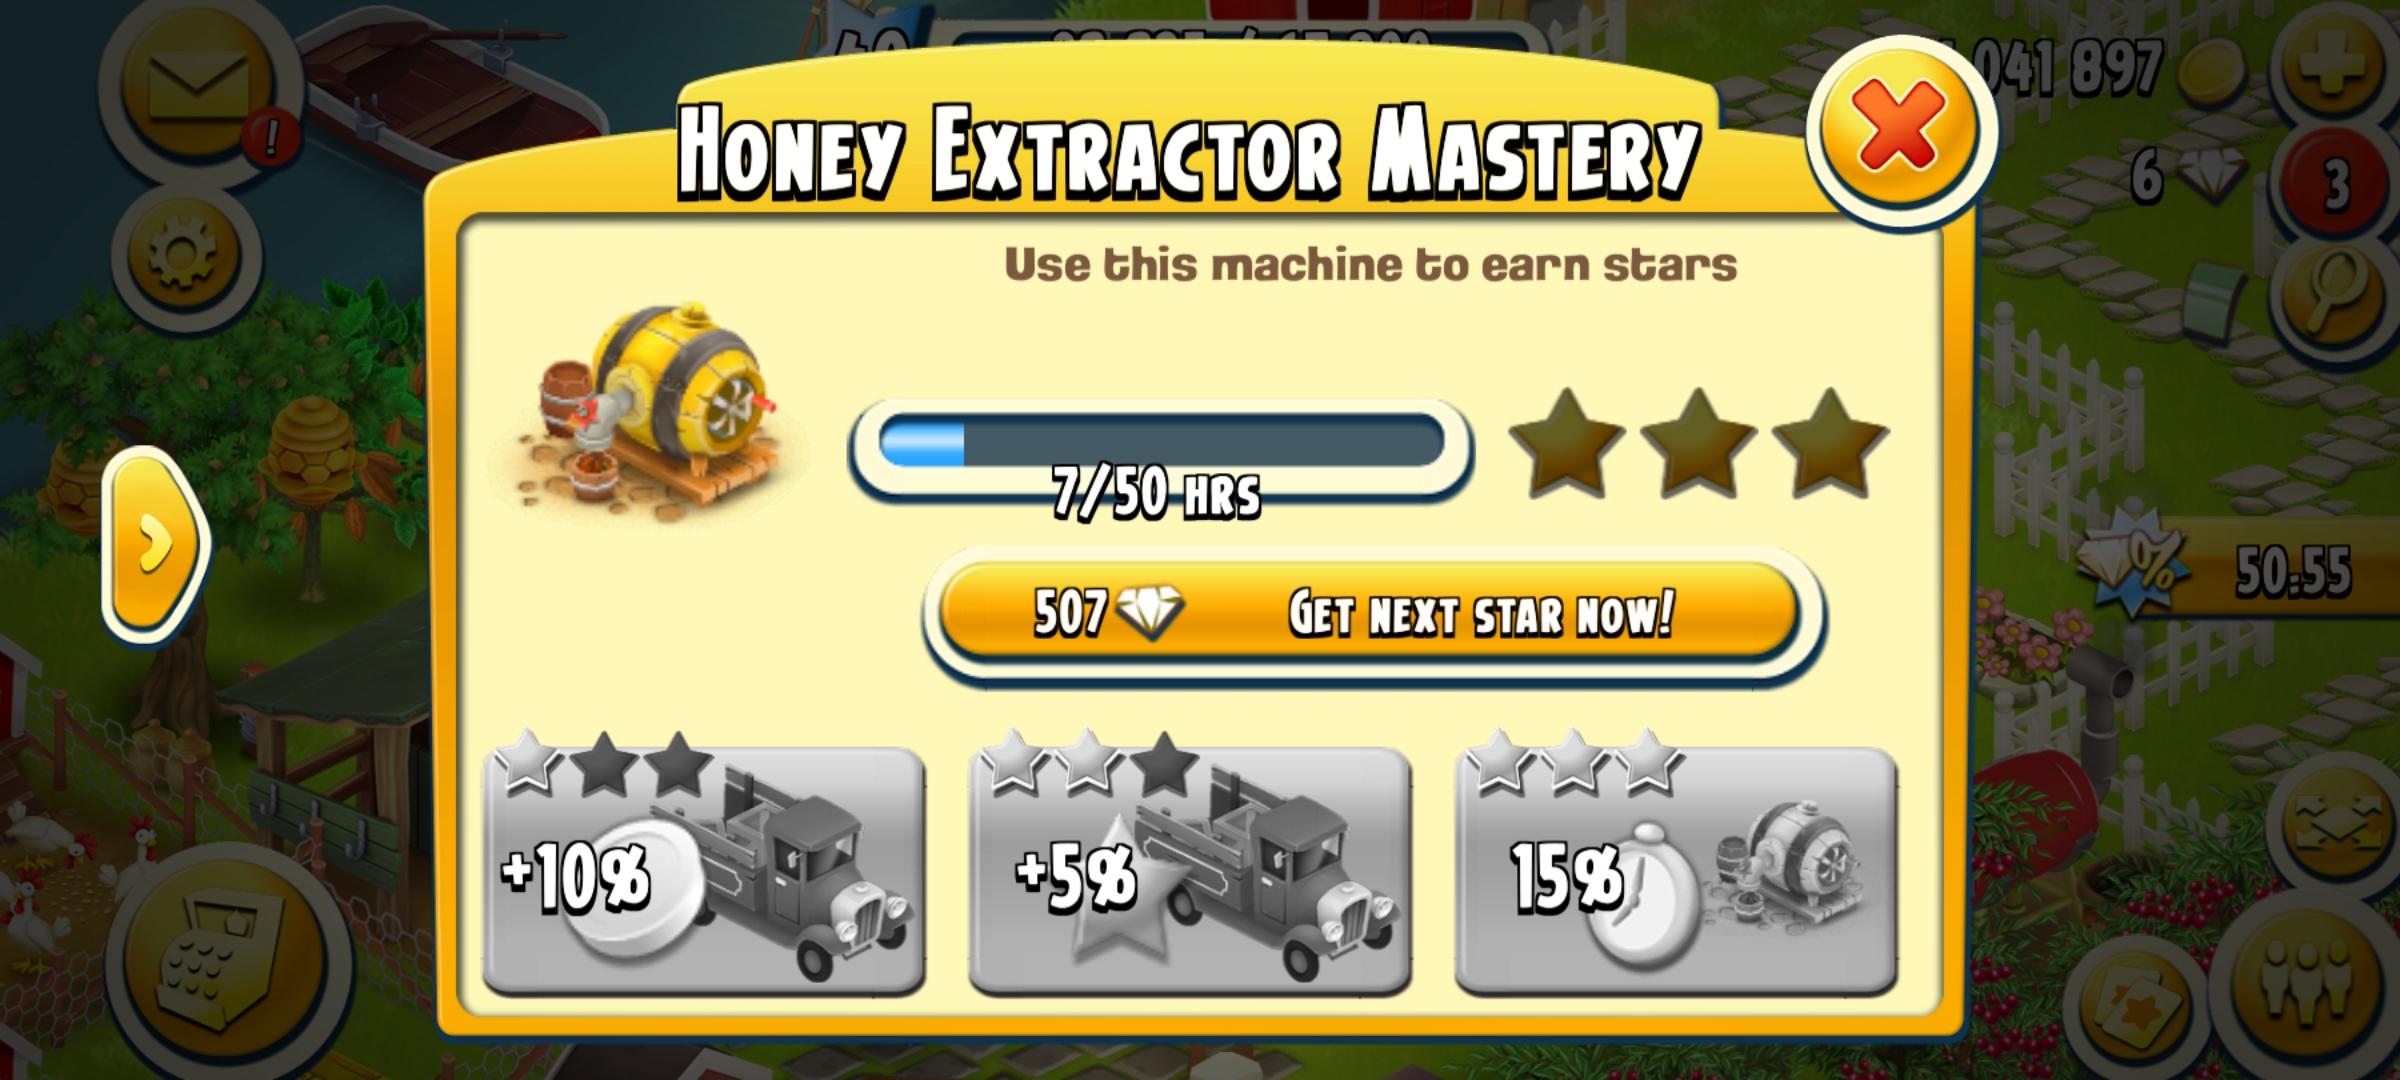 HONEY EXTRACTOR MASTERY
041 897
!
6
3
Use this machine to earn stars
7/50 HRS
50:55
507 GET NEXT STAR NOW!
+10%
+5%
15%